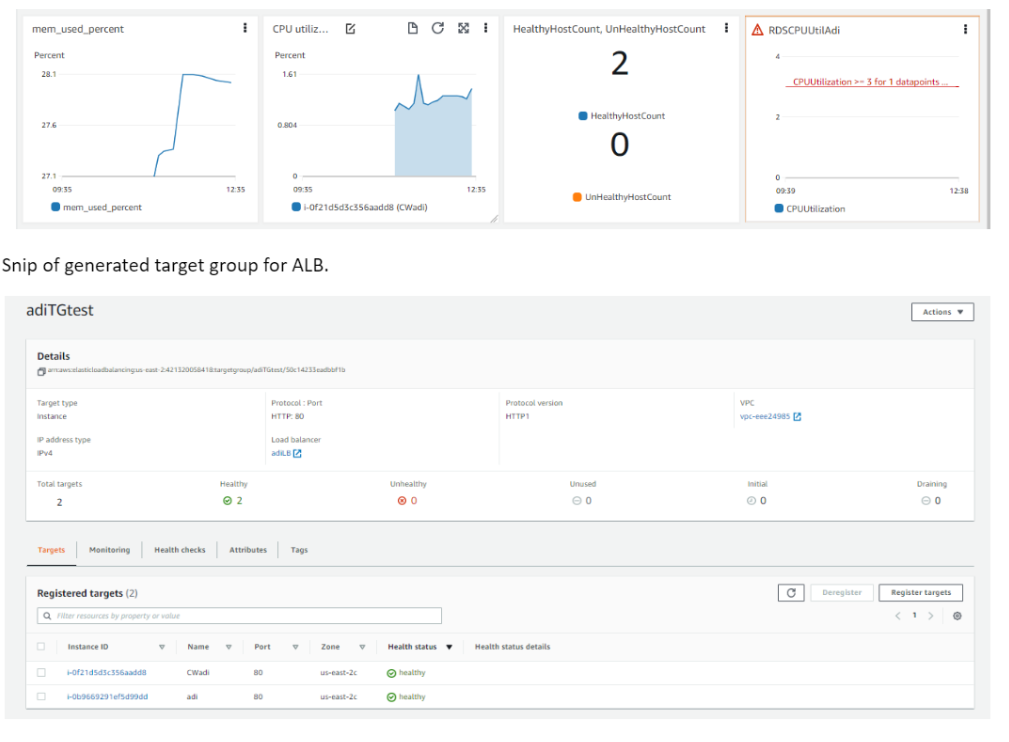 mem_used_percent
Percent
28.1
27.6
27.1
09:35 12:35
mem_used_percent
CPU utiliz...
Percent
1.61
0.804
0
09:35 12:35
i-0f21d5d3c356aadd8 (CWadi)
HealthyHostCount, UnHealthyHostCount
2
HealthyHostCount
0
UnHealthyHostCount
RDSCPUUtilAdi
4
CPUUtilization >= 3 for 1 datapoints ...
2
0
09:39 12:38
CPUUtilization
Snip of generated target group for ALB.
adiTGtest
Actions
Details
arn:aws:elasticloadbalancing:us-east-2:421320058418:targetgroup/adiTGtest/50c14233eadbbf1b
Target type
Instance
Protocol : Port
HTTP: 80
Protocol version
HTTP1
VPC
vpc-eee24985
IP address type
IPv4
Load balancer
adiLB
Total targets Healthy Unhealthy Unused Initial Draining
2 2 0 0 0 0
Targets Monitoring Health checks Attributes Tags
Registered targets (2)
Deregister Register targets
Filter resources by property or value
1
Instance ID Name Port Zone Health status Health status details
i-0f21d5d3c356aadd8 CWadi 80 us-east-2c healthy
i-0b9669291ef5d99dd adi 80 us-east-2c healthy